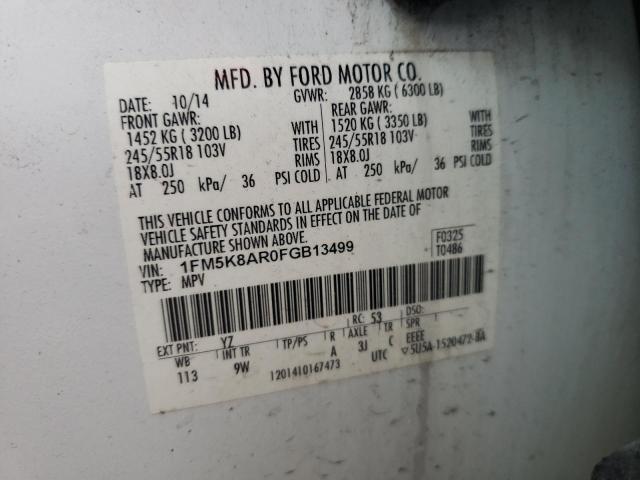 MFD. BY FORD MOTOR CO.
DATE: 10/14 GVWR: 2858 KG ( 6300 LB)
FRONT GAWR: REAR GAWR:
1452 KG ( 3200 LB) WITH 1520 KG ( 3350 LB) WITH
245/55R18 103V TIRES 245/55R18 103V TIRES
18X8.0J RIMS 18X8.0J RIMS
AT 250 kPa/ 36 PSI COLD AT 250 kPa/ 36 PSI COLD
THIS VEHICLE CONFORMS TO ALL APPLICABLE FEDERAL MOTOR
VEHICLE SAFETY STANDARDS IN EFFECT ON THE DATE OF
MANUFACTURE SHOWN ABOVE.
F0325
T0486
VIN: 1FM5K8AR0FGB13499
TYPE: MPV
EXT PNT: YZ RC: 53 DSO:
WB INT TR TP/PS R AXLE TR SPR
113 9W A 3J C EEEE
1201410167473 UTC ▽5U5A-1520472-BA